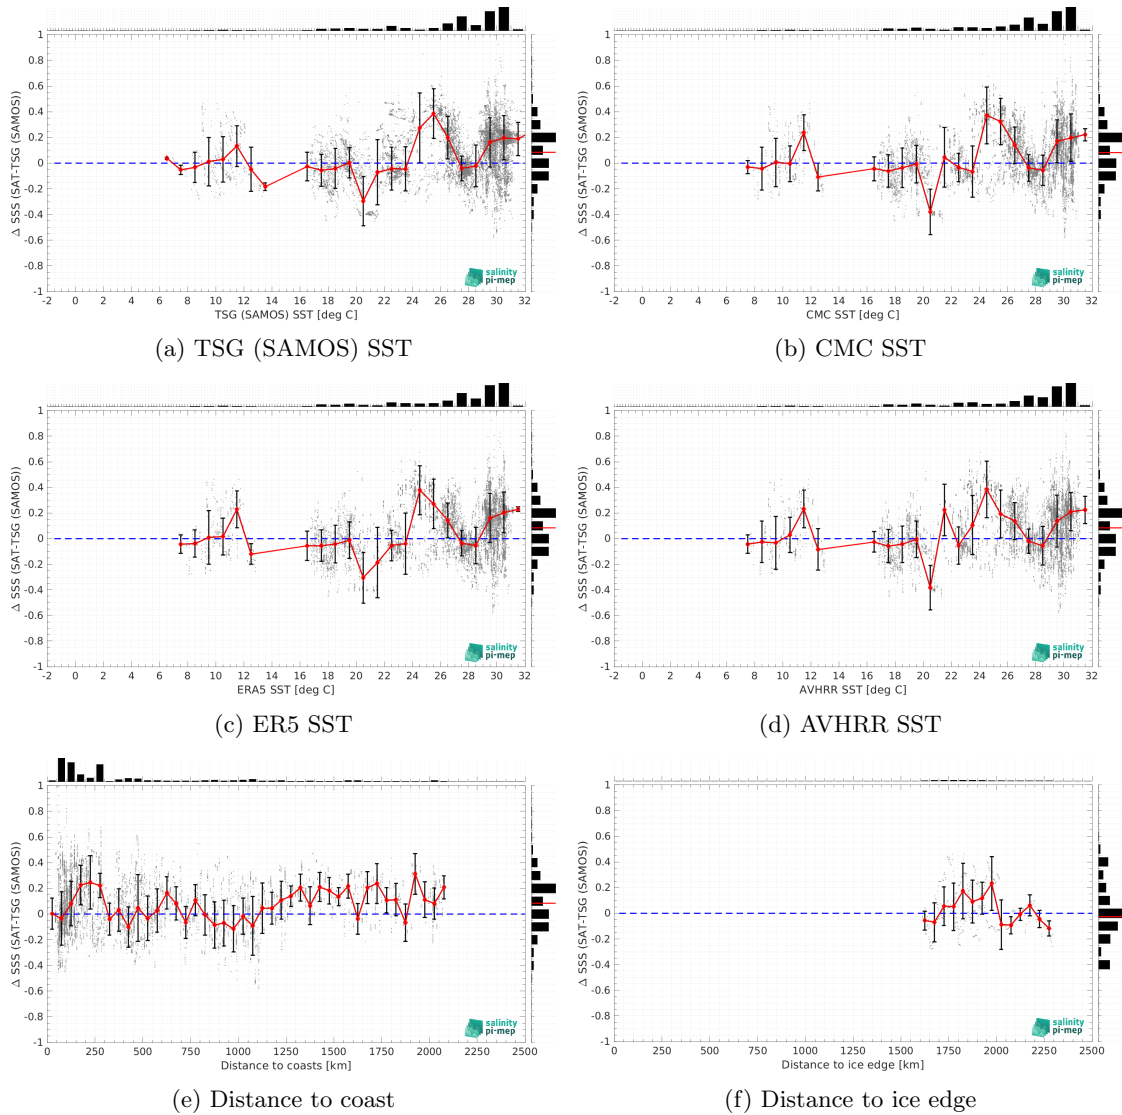 1
0.8
0.6
0.4
0.2
0
-0.2
-0.4
-0.6
-0.8
-1
Δ SSS (SAT-TSG (SAMOS))
salinity
pi-mep
-2 0 2 4 6 8 10 12 14 16 18 20 22 24 26 28 30 32
TSG (SAMOS) SST [deg C]
(a) TSG (SAMOS) SST
1
0.8
0.6
0.4
0.2
0
-0.2
-0.4
-0.6
-0.8
-1
Δ SSS (SAT-TSG (SAMOS))
salinity
pi-mep
-2 0 2 4 6 8 10 12 14 16 18 20 22 24 26 28 30 32
CMC SST [deg C]
(b) CMC SST
1
0.8
0.6
0.4
0.2
0
-0.2
-0.4
-0.6
-0.8
-1
Δ SSS (SAT-TSG (SAMOS))
salinity
pi-mep
-2 0 2 4 6 8 10 12 14 16 18 20 22 24 26 28 30 32
ERA5 SST [deg C]
(c) ER5 SST
1
0.8
0.6
0.4
0.2
0
-0.2
-0.4
-0.6
-0.8
-1
Δ SSS (SAT-TSG (SAMOS))
salinity
pi-mep
-2 0 2 4 6 8 10 12 14 16 18 20 22 24 26 28 30 32
AVHRR SST [deg C]
(d) AVHRR SST
1
0.8
0.6
0.4
0.2
0
-0.2
-0.4
-0.6
-0.8
-1
Δ SSS (SAT-TSG (SAMOS))
salinity
pi-mep
0 250 500 750 1000 1250 1500 1750 2000 2250 2500
Distance to coasts [km]
(e) Distance to coast
1
0.8
0.6
0.4
0.2
0
-0.2
-0.4
-0.6
-0.8
-1
Δ SSS (SAT-TSG (SAMOS))
salinity
pi-mep
0 250 500 750 1000 1250 1500 1750 2000 2250 2500
Distance to ice edge [km]
(f) Distance to ice edge